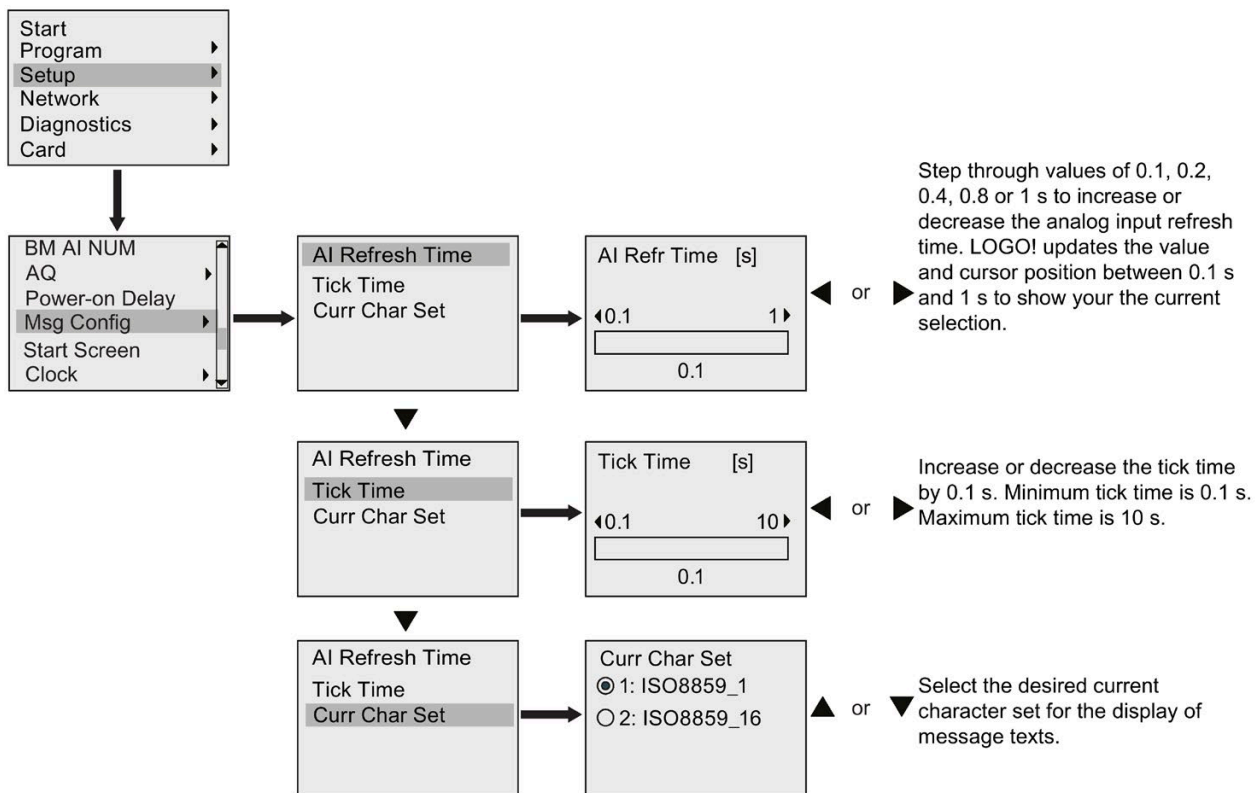 Start
Program
Setup
Network
Diagnostics
Card
BM AI NUM
AQ
Power-on Delay
Msg Config
Start Screen
Clock
AI Refresh Time
Tick Time
Curr Char Set
AI Refr Time [s]
0.1 1
0.1
or
Step through values of 0.1, 0.2,
0.4, 0.8 or 1 s to increase or
decrease the analog input refresh
time. LOGO! updates the value
and cursor position between 0.1 s
and 1 s to show your the current
selection.
AI Refresh Time
Tick Time
Curr Char Set
Tick Time [s]
0.1 10
0.1
or
Increase or decrease the tick time
by 0.1 s. Minimum tick time is 0.1 s.
Maximum tick time is 10 s.
AI Refresh Time
Tick Time
Curr Char Set
Curr Char Set
1: ISO8859_1
2: ISO8859_16
or
Select the desired current
character set for the display of
message texts.